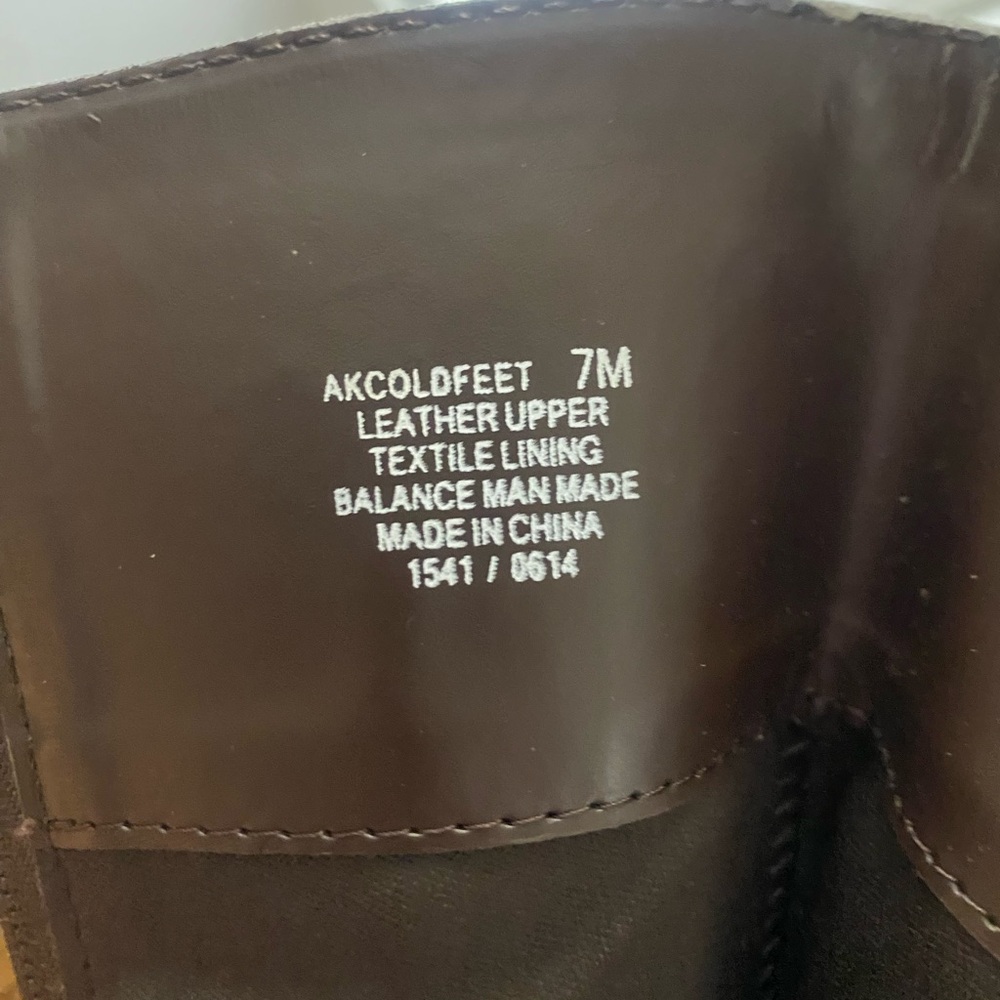 AKCOLDFEET 7M
LEATHER UPPER
TEXTILE LINING
BALANCE MAN MADE
MADE IN CHINA
1541 / 0614